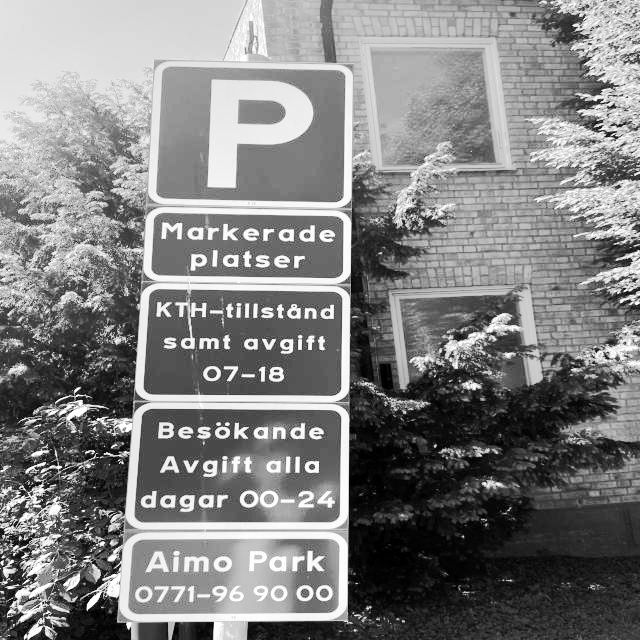 P
Markerade
platser
KTH-tillstånd
samt avgift
07-18
Besökande
Avgift alla
dagar 00-24
Aimo Park
0771-96 90 00